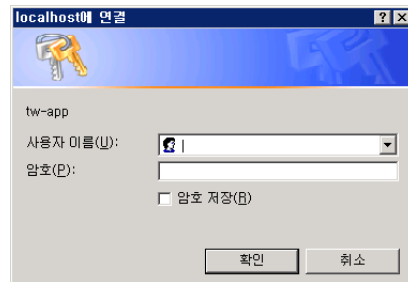 localhost에 연결
tw-app
사용자 이름(U):
암호(P):
암호 저장(R)
확인 취소